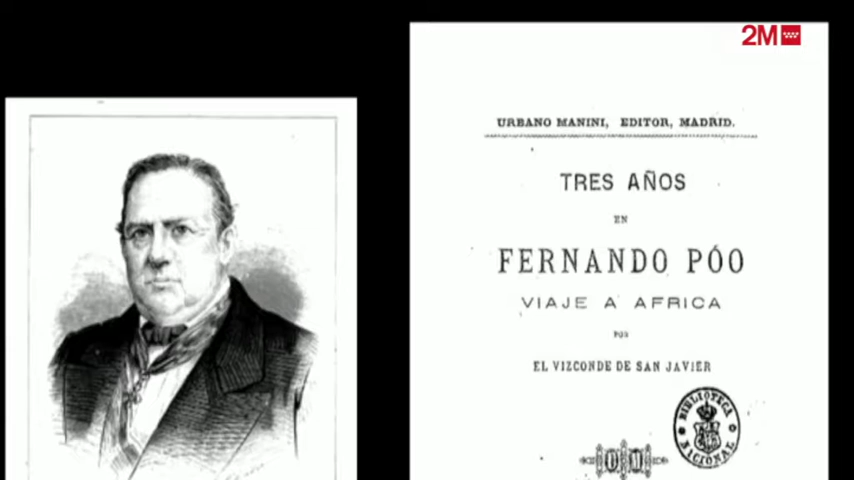 2M
URBANO MANINI, EDITOR, MADRID.
TRES AÑOS
EN
FERNANDO PÓO
VIAJE A AFRICA
POR
EL VIZCONDE DE SAN JAVIER
BIBLIOTECA
NACIONAL